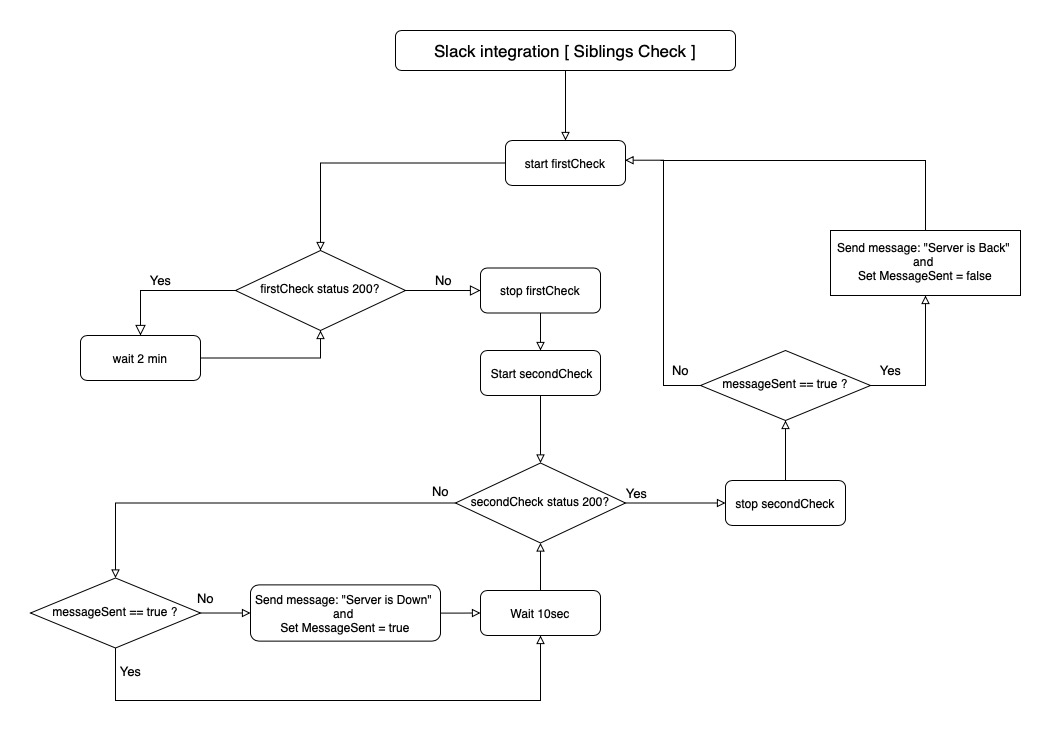 Slack integration [ Siblings Check ]
start firstCheck
Send message: "Server is Back"
and
Set MessageSent = false
Yes
firstCheck status 200?
No
stop firstCheck
wait 2 min
Start secondCheck
No
messageSent == true ?
Yes
No
secondCheck status 200?
Yes
stop secondCheck
messageSent == true ?
No
Send message: "Server is Down"
and
Set MessageSent = true
Wait 10sec
Yes